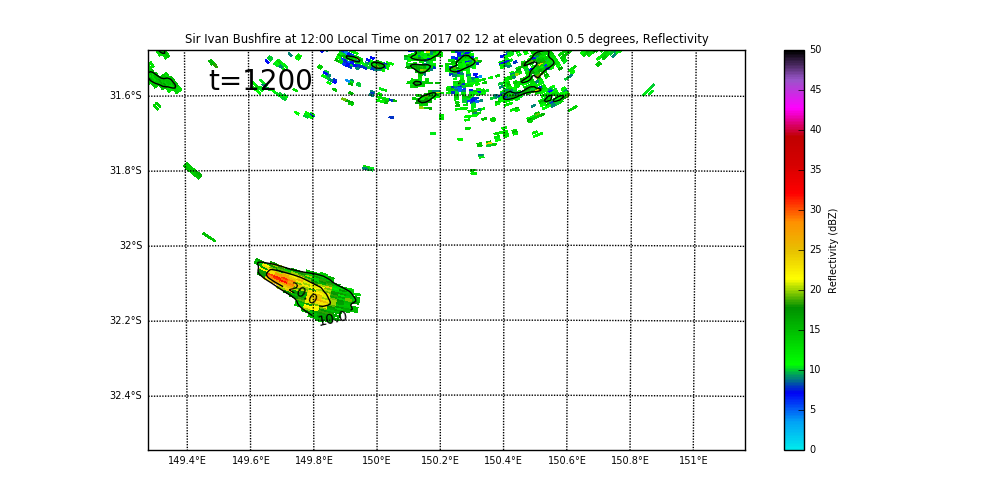 Sir Ivan Bushfire at 12:00 Local Time on 2017 02 12 at elevation 0.5 degrees, Reflectivity
t=1200
31.6°S
31.8°S
32°S
32.2°S
32.4°S
20.0
10.0
149.4°E 149.6°E 149.8°E 150°E 150.2°E 150.4°E 150.6°E 150.8°E 151°E
50
45
40
35
30
25
20
15
10
5
0
Reflectivity (dBZ)